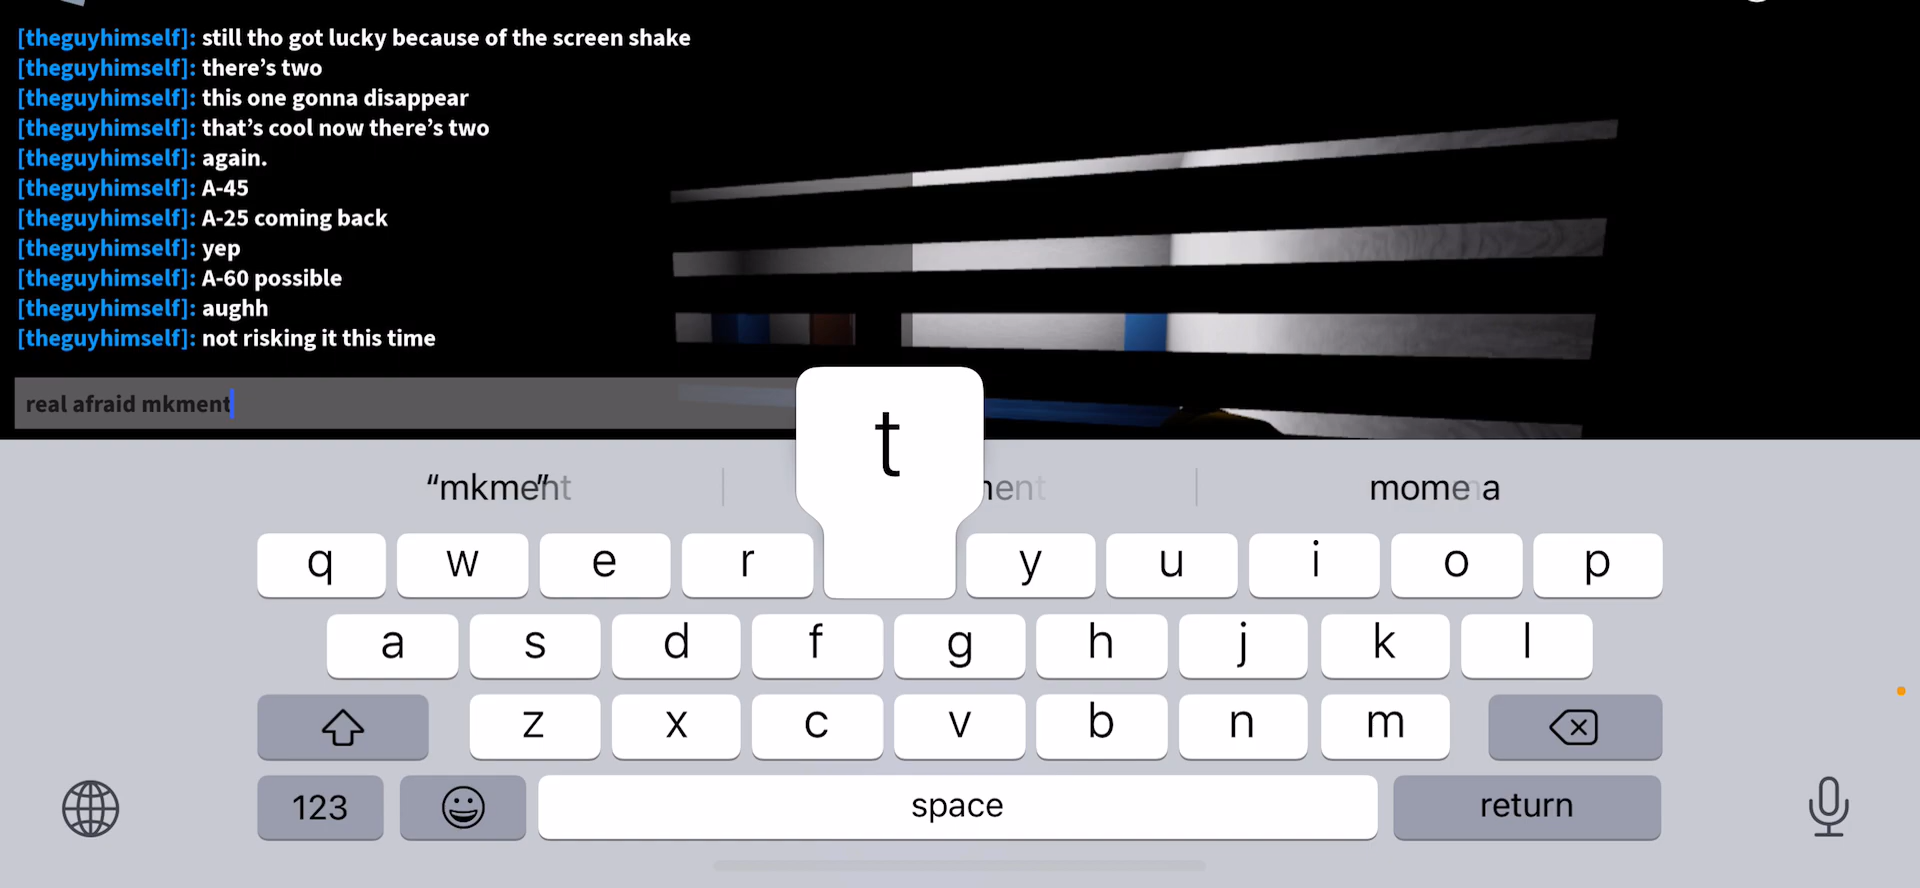 [theguyhimself]: still tho got lucky because of the screen shake
[theguyhimself]: there’s two
[theguyhimself]: this one gonna disappear
[theguyhimself]: that’s cool now there’s two
[theguyhimself]: again.
[theguyhimself]: A-45
[theguyhimself]: A-25 coming back
[theguyhimself]: yep
[theguyhimself]: A-60 possible
[theguyhimself]: aughh
[theguyhimself]: not risking it this time
real afraid mkment
t
q w e r y u i o p
a s d f g h j k l
z x c v b n m
123 space return